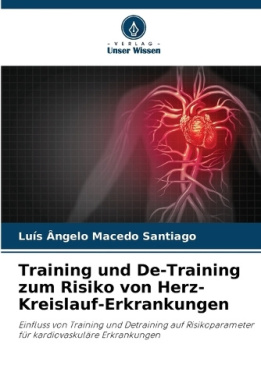 - VERLAG -
Unser Wissen
Luís Ângelo Macedo Santiago
Training und De-Training
zum Risiko von Herz-
Kreislauf-Erkrankungen
Einfluss von Training und Detraining auf Risikoparameter
für kardiovaskuläre Erkrankungen